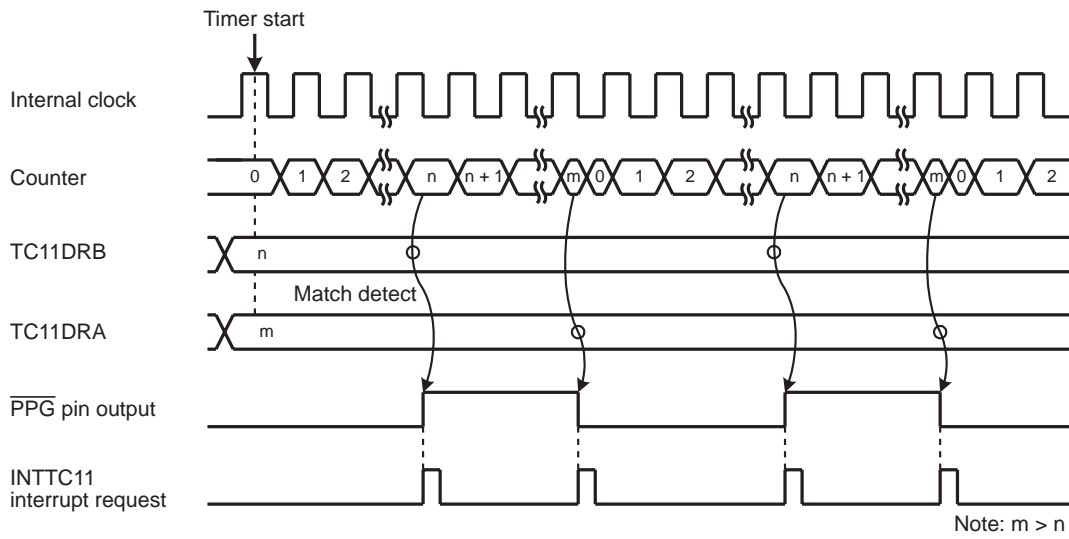 Timer start
Internal clock
Counter
0 1 2 n n + 1 m 0 1 2 n n + 1 m 0 1 2
TC11DRB
n
Match detect
TC11DRA
m
PPG pin output
INTTC11
interrupt request
Note: m > n